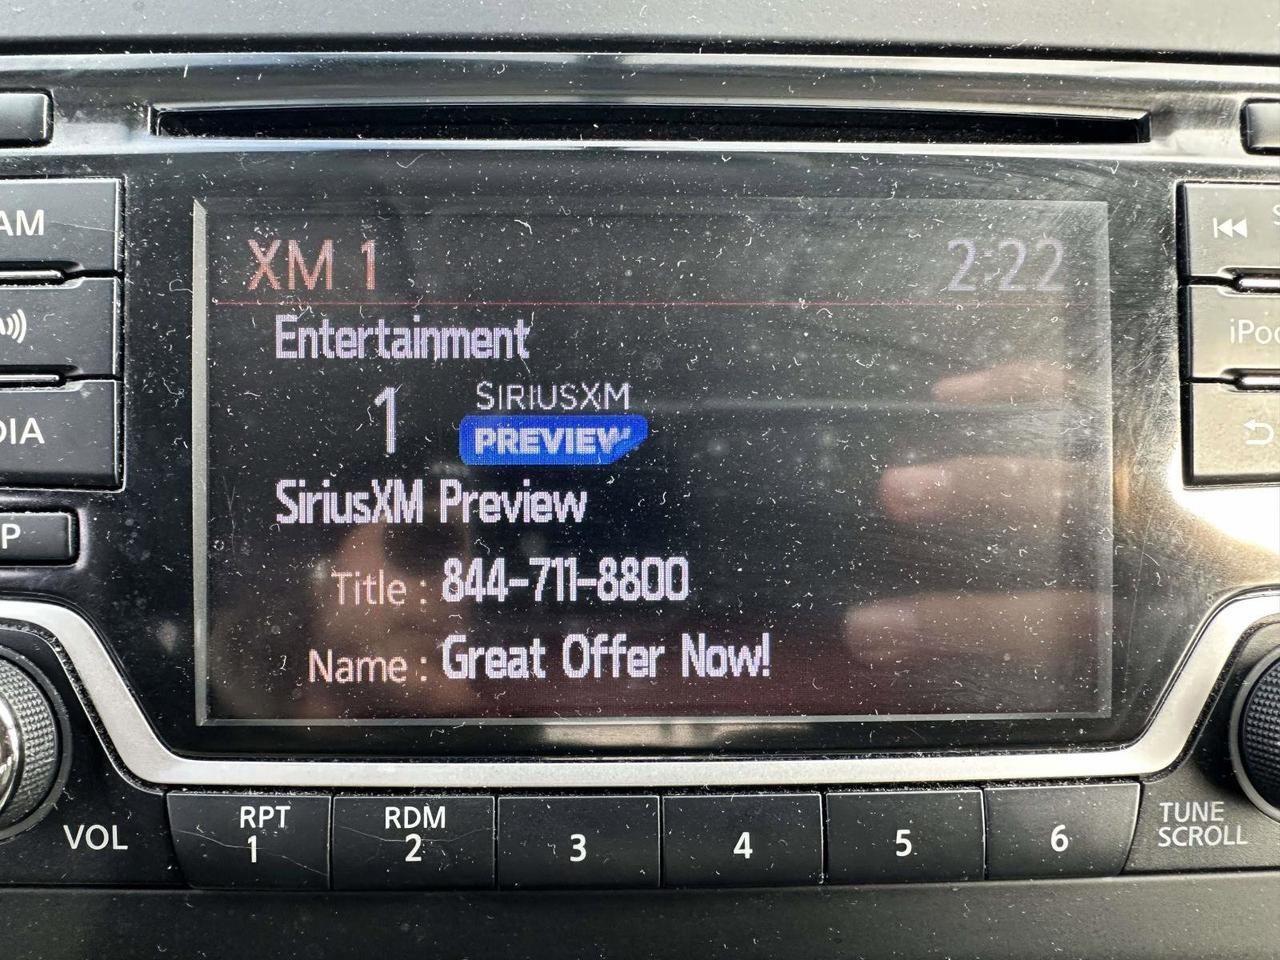 AM
DIA
P
VOL
XM 1 2:22
Entertainment
1 SIRIUSXM
PREVIEW
SiriusXM Preview
Title : 844-711-8800
Name : Great Offer Now!
RPT
1
RDM
2
3
4
5
6
iPod
TUNE
SCROLL